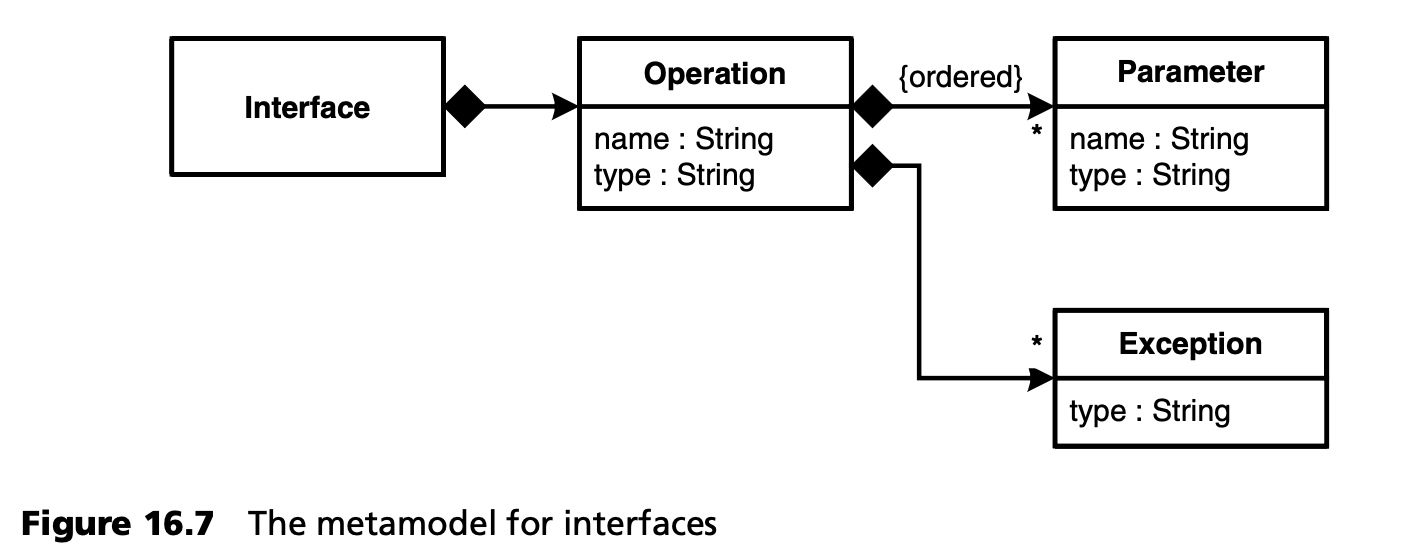 Interface
Operation
name : String
type : String
{ordered}
*
Parameter
name : String
type : String
*
Exception
type : String
Figure 16.7 The metamodel for interfaces